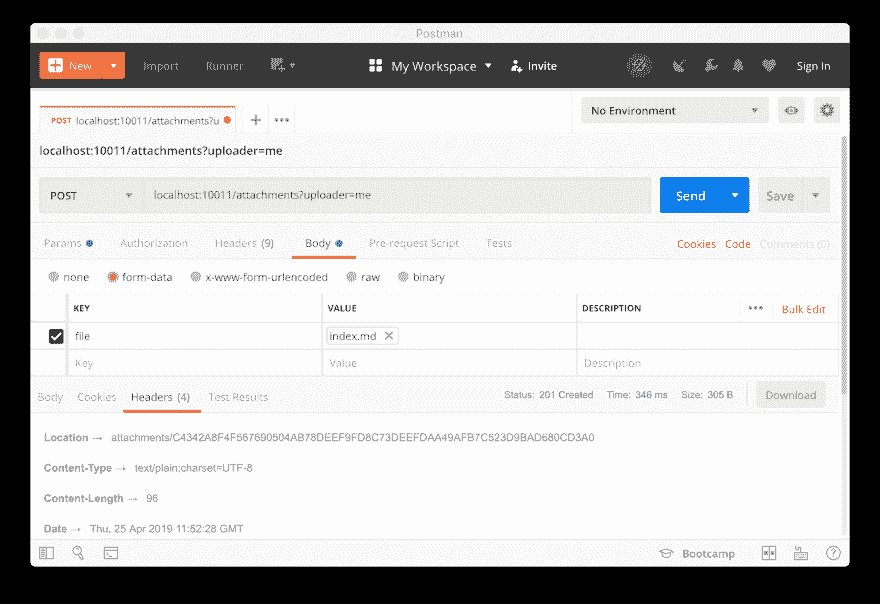 Postman
New Import Runner My Workspace Invite Sign In
POST localhost:10011/attachments?u No Environment
localhost:10011/attachments?uploader=me
POST localhost:10011/attachments?uploader=me Send Save
Params Authorization Headers (9) Body Pre-request Script Tests Cookies Code Comments (0)
none form-data x-www-form-urlencoded raw binary
KEY VALUE DESCRIPTION Bulk Edit
file index.md
Key Value Description
Body Cookies Headers (4) Test Results Status: 201 Created Time: 346 ms Size: 305 B Download
Location → attachments/C4342A8F4F567690504AB78DEEF9FD8C73DEEFDAA49AFB7C523D9BAD680CD3A0
Content-Type → text/plain;charset=UTF-8
Content-Length → 96
Date → Thu, 25 Apr 2019 11:52:28 GMT
Bootcamp